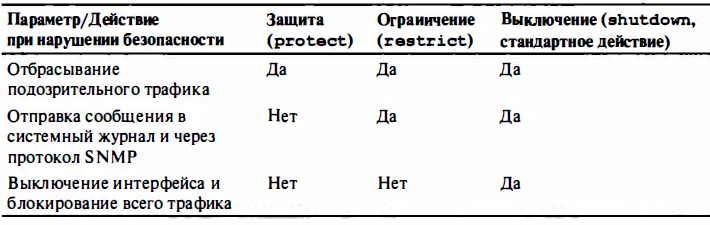 Параметр/Действие Защита Ограничение Выключение (shutdown,
при нарушении безопасности (protect) (restrict) стандартное действие)
Отбрасывание Да Да Да
подозрительного трафика
Отправка сообщения в Нет Да Да
системный журнал и через
протокол SNMP
Выключение интерфейса и Нет Нет Да
блокирование всего трафика